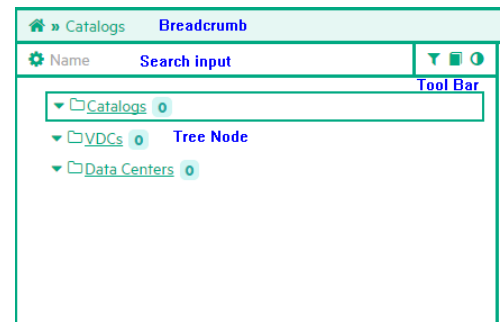 » Catalogs Breadcrumb
Name Search input
Tool Bar
Catalogs 0
VDCs 0 Tree Node
Data Centers 0